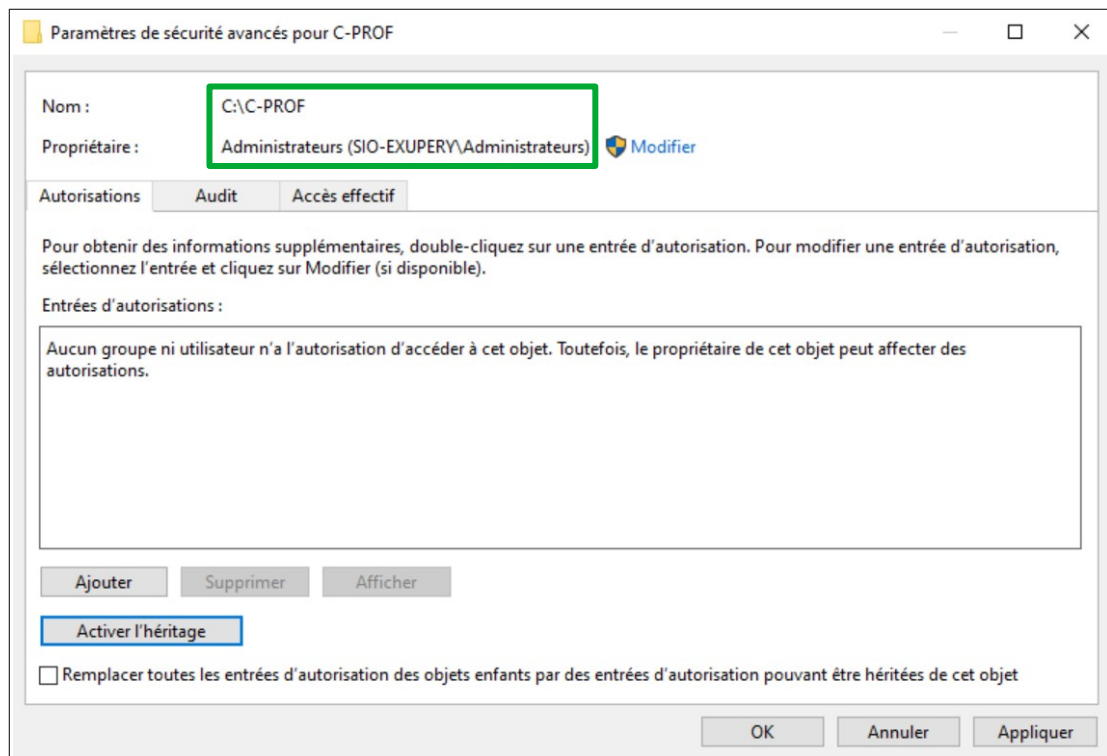 Paramètres de sécurité avancés pour C-PROF
Nom : C:\C-PROF
Propriétaire : Administrateurs (SIO-EXUPERY\Administrateurs) Modifier
Autorisations Audit Accès effectif
Pour obtenir des informations supplémentaires, double-cliquez sur une entrée d'autorisation. Pour modifier une entrée d'autorisation,
sélectionnez l'entrée et cliquez sur Modifier (si disponible).
Entrées d'autorisations :
Aucun groupe ni utilisateur n'a l'autorisation d'accéder à cet objet. Toutefois, le propriétaire de cet objet peut affecter des
autorisations.
Ajouter Supprimer Afficher
Activer l'héritage
Remplacer toutes les entrées d'autorisation des objets enfants par des entrées d'autorisation pouvant être héritées de cet objet
OK Annuler Appliquer